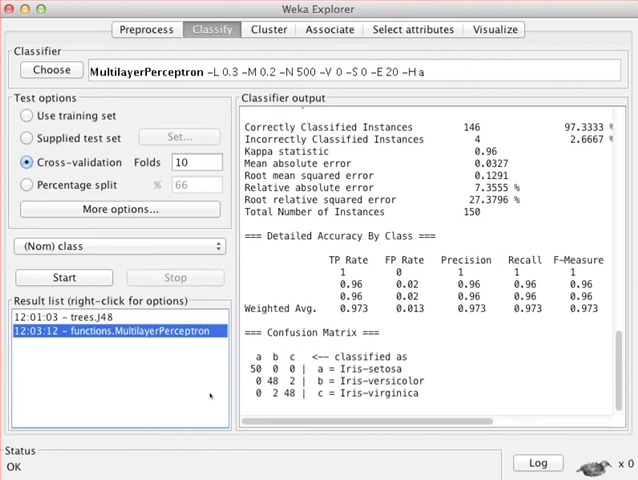 Weka Explorer
Preprocess Classify Cluster Associate Select attributes Visualize
Classifier
Choose MultilayerPerceptron -L 0.3 -M 0.2 -N 500 -V 0 -S 0 -E 20 -H a
Test options
Use training set
Supplied test set Set...
Cross-validation Folds 10
Percentage split % 66
More options...
(Nom) class
Start Stop
Result list (right-click for options)
12:01:03 - trees.J48
12:03:12 - functions.MultilayerPerceptron
Classifier output
Correctly Classified Instances 146 97.3333 %
Incorrectly Classified Instances 4 2.6667 %
Kappa statistic 0.96
Mean absolute error 0.0327
Root mean squared error 0.1291
Relative absolute error 7.3555 %
Root relative squared error 27.3796 %
Total Number of Instances 150
=== Detailed Accuracy By Class ===
TP Rate FP Rate Precision Recall F-Measure
1 0 1 1 1
0.96 0.02 0.96 0.96 0.96
0.96 0.02 0.96 0.96 0.96
Weighted Avg. 0.973 0.013 0.973 0.973 0.973
=== Confusion Matrix ===
a b c <-- classified as
50 0 0 | a = Iris-setosa
0 48 2 | b = Iris-versicolor
0 2 48 | c = Iris-virginica
Status
OK
Log
x 0